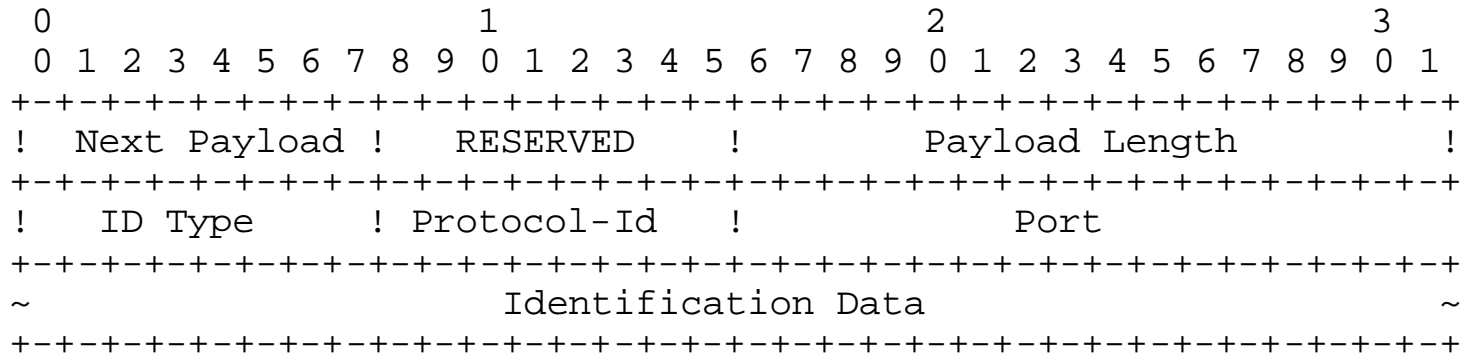 0                   1                   2                   3
 0 1 2 3 4 5 6 7 8 9 0 1 2 3 4 5 6 7 8 9 0 1 2 3 4 5 6 7 8 9 0 1
+-+-+-+-+-+-+-+-+-+-+-+-+-+-+-+-+-+-+-+-+-+-+-+-+-+-+-+-+-+-+-+-+
!  Next Payload !   RESERVED    !        Payload Length         !
+-+-+-+-+-+-+-+-+-+-+-+-+-+-+-+-+-+-+-+-+-+-+-+-+-+-+-+-+-+-+-+-+
!   ID Type     ! Protocol-Id   !            Port
+-+-+-+-+-+-+-+-+-+-+-+-+-+-+-+-+-+-+-+-+-+-+-+-+-+-+-+-+-+-+-+-+
~                     Identification Data                       ~
+-+-+-+-+-+-+-+-+-+-+-+-+-+-+-+-+-+-+-+-+-+-+-+-+-+-+-+-+-+-+-+-+